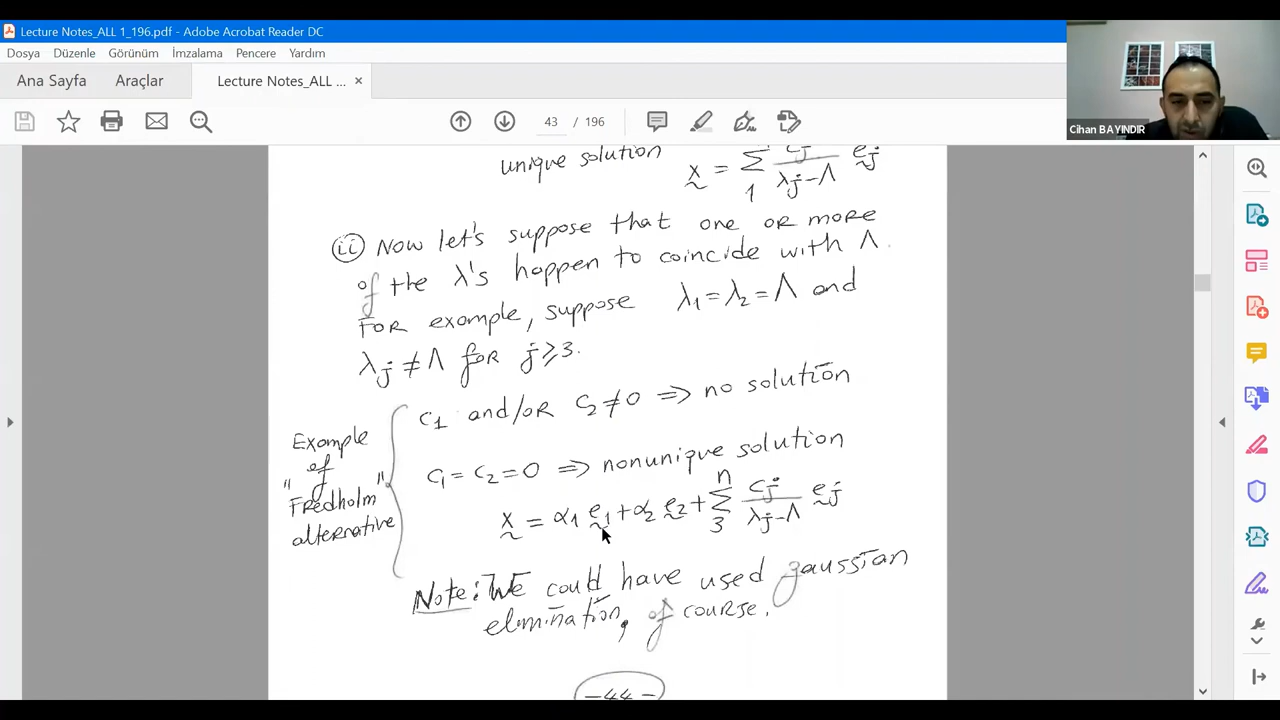 Lecture Notes_ALL 1_196.pdf - Adobe Acrobat Reader DC
Dosya Düzenle Görünüm İmzalama Pencere Yardım
Ana Sayfa Araçlar Lecture Notes_ALL ... ×
43 / 196
Cihan BAYINDIR
unique solution x = Σ 1 cj/(λj-Λ) ej
(ii) Now let's suppose that one or more
of the λ's happen to coincide with Λ.
For example, suppose λ1=λ2=Λ and
λj≠Λ for j≥3.
c1 and/or c2≠0 ⇒ no solution
Example
of
"Fredholm"
alternative
c1=c2=0 ⇒ nonunique solution
x = α1 e1+α2 e2+ Σ 3 n cj/(λj-Λ) ej
Note: We could have used gaussian
elimination, of course.
-44-